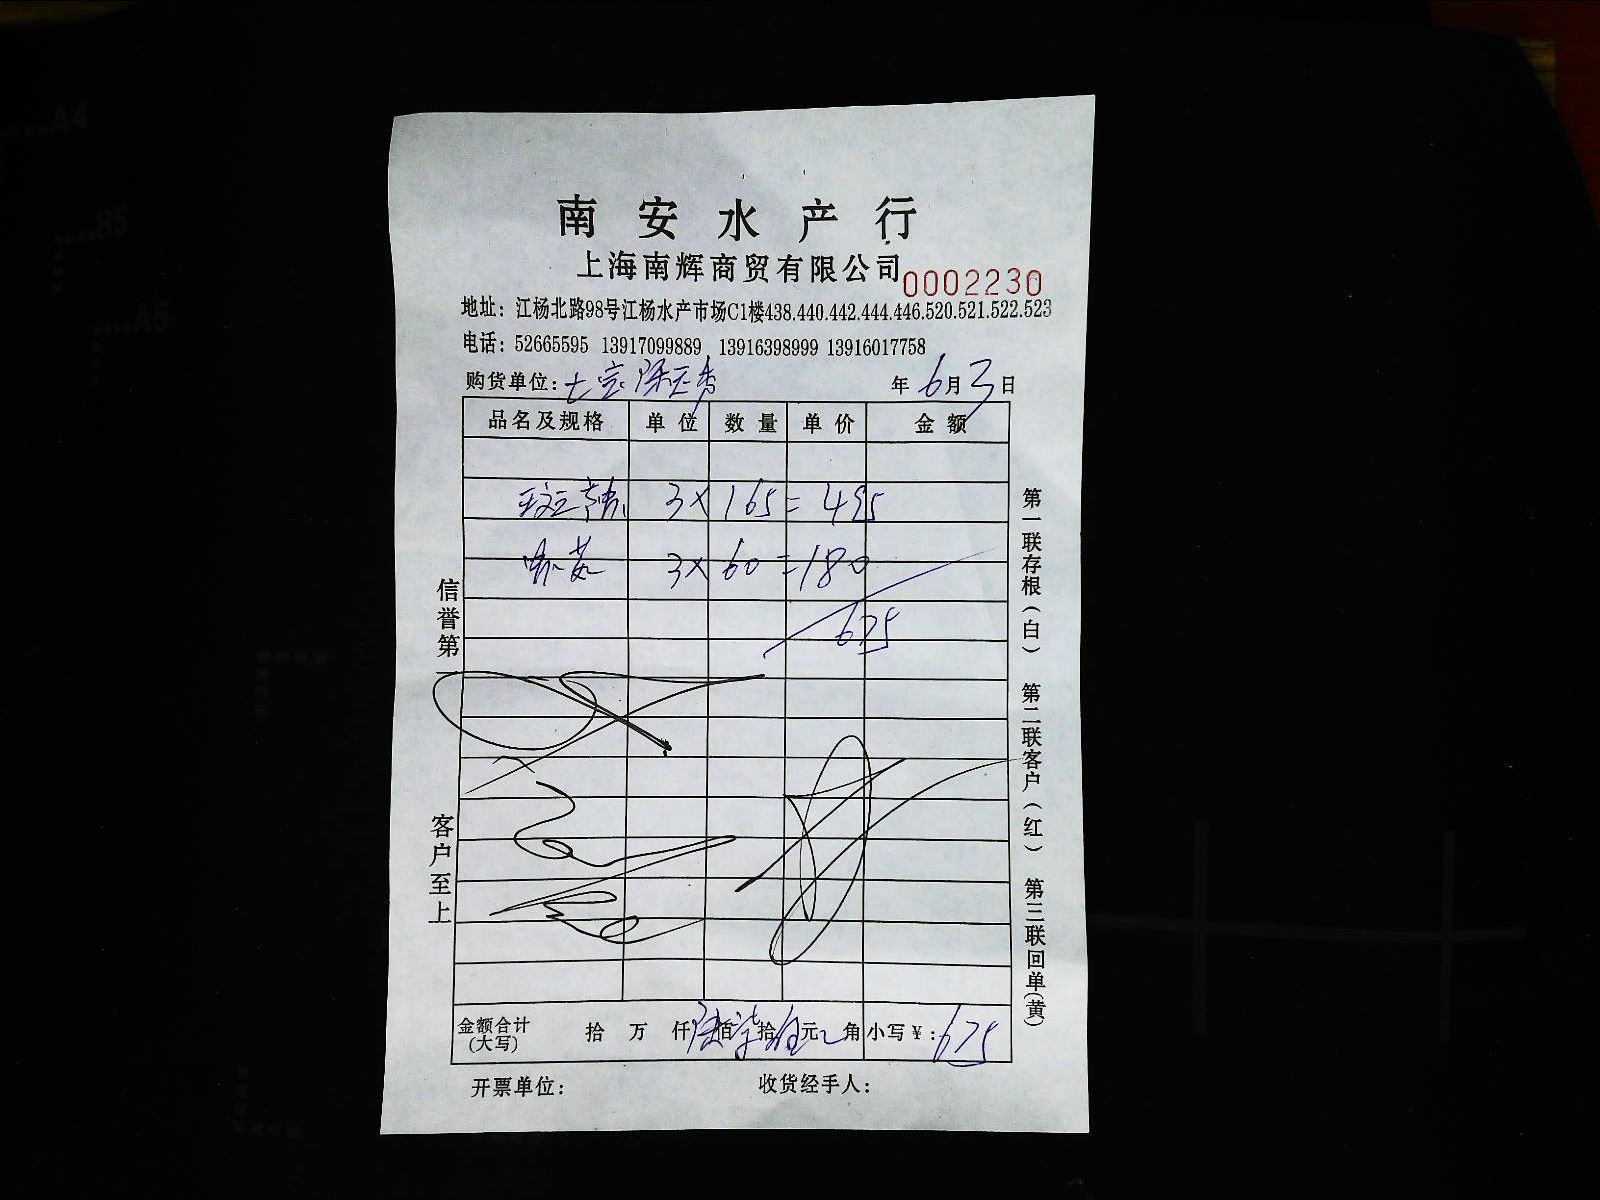 南安水产行
上海南辉商贸有限公司 0002230
地址：江杨北路98号江杨水产市场C1楼438.440.442.444.446.520.521.522.523
电话：52665595 13917099889 13916398999 13916017758
购货单位： 年 6月 3日
品名及规格 单位 数量 单价 金额
3× 165= 495
3× 60 =180
675
信誉第一
客户至上
第一联存根（白） 第二联客户（红） 第三联回单（黄）
金额合计（大写） 拾 万 仟 陆佰 柒拾 伍元 角 小写￥：675
开票单位： 收货经手人：